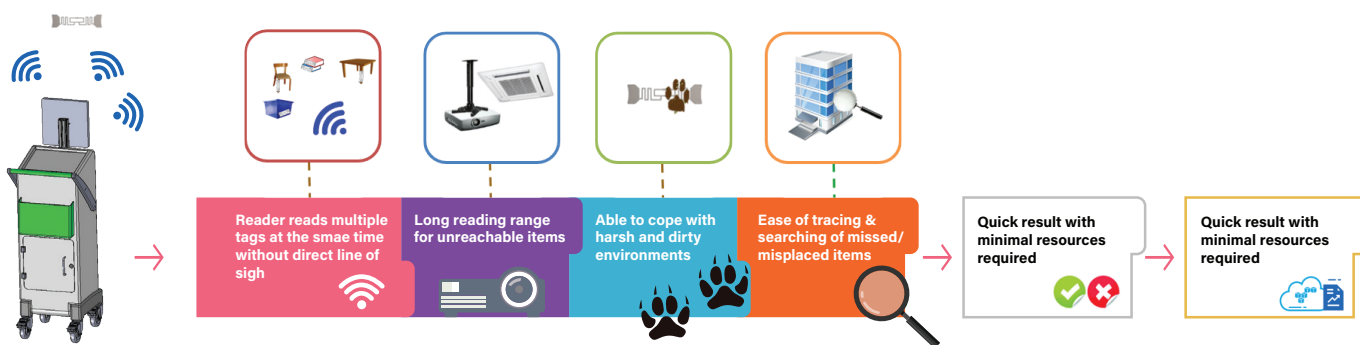 Reader reads multiple
tags at the smae time
without direct line of
sigh
Long reading range
for unreachable items
Able to cope with
harsh and dirty
environments
Ease of tracing &
searching of missed/
misplaced items
Quick result with
minimal resources
required
Quick result with
minimal resources
required